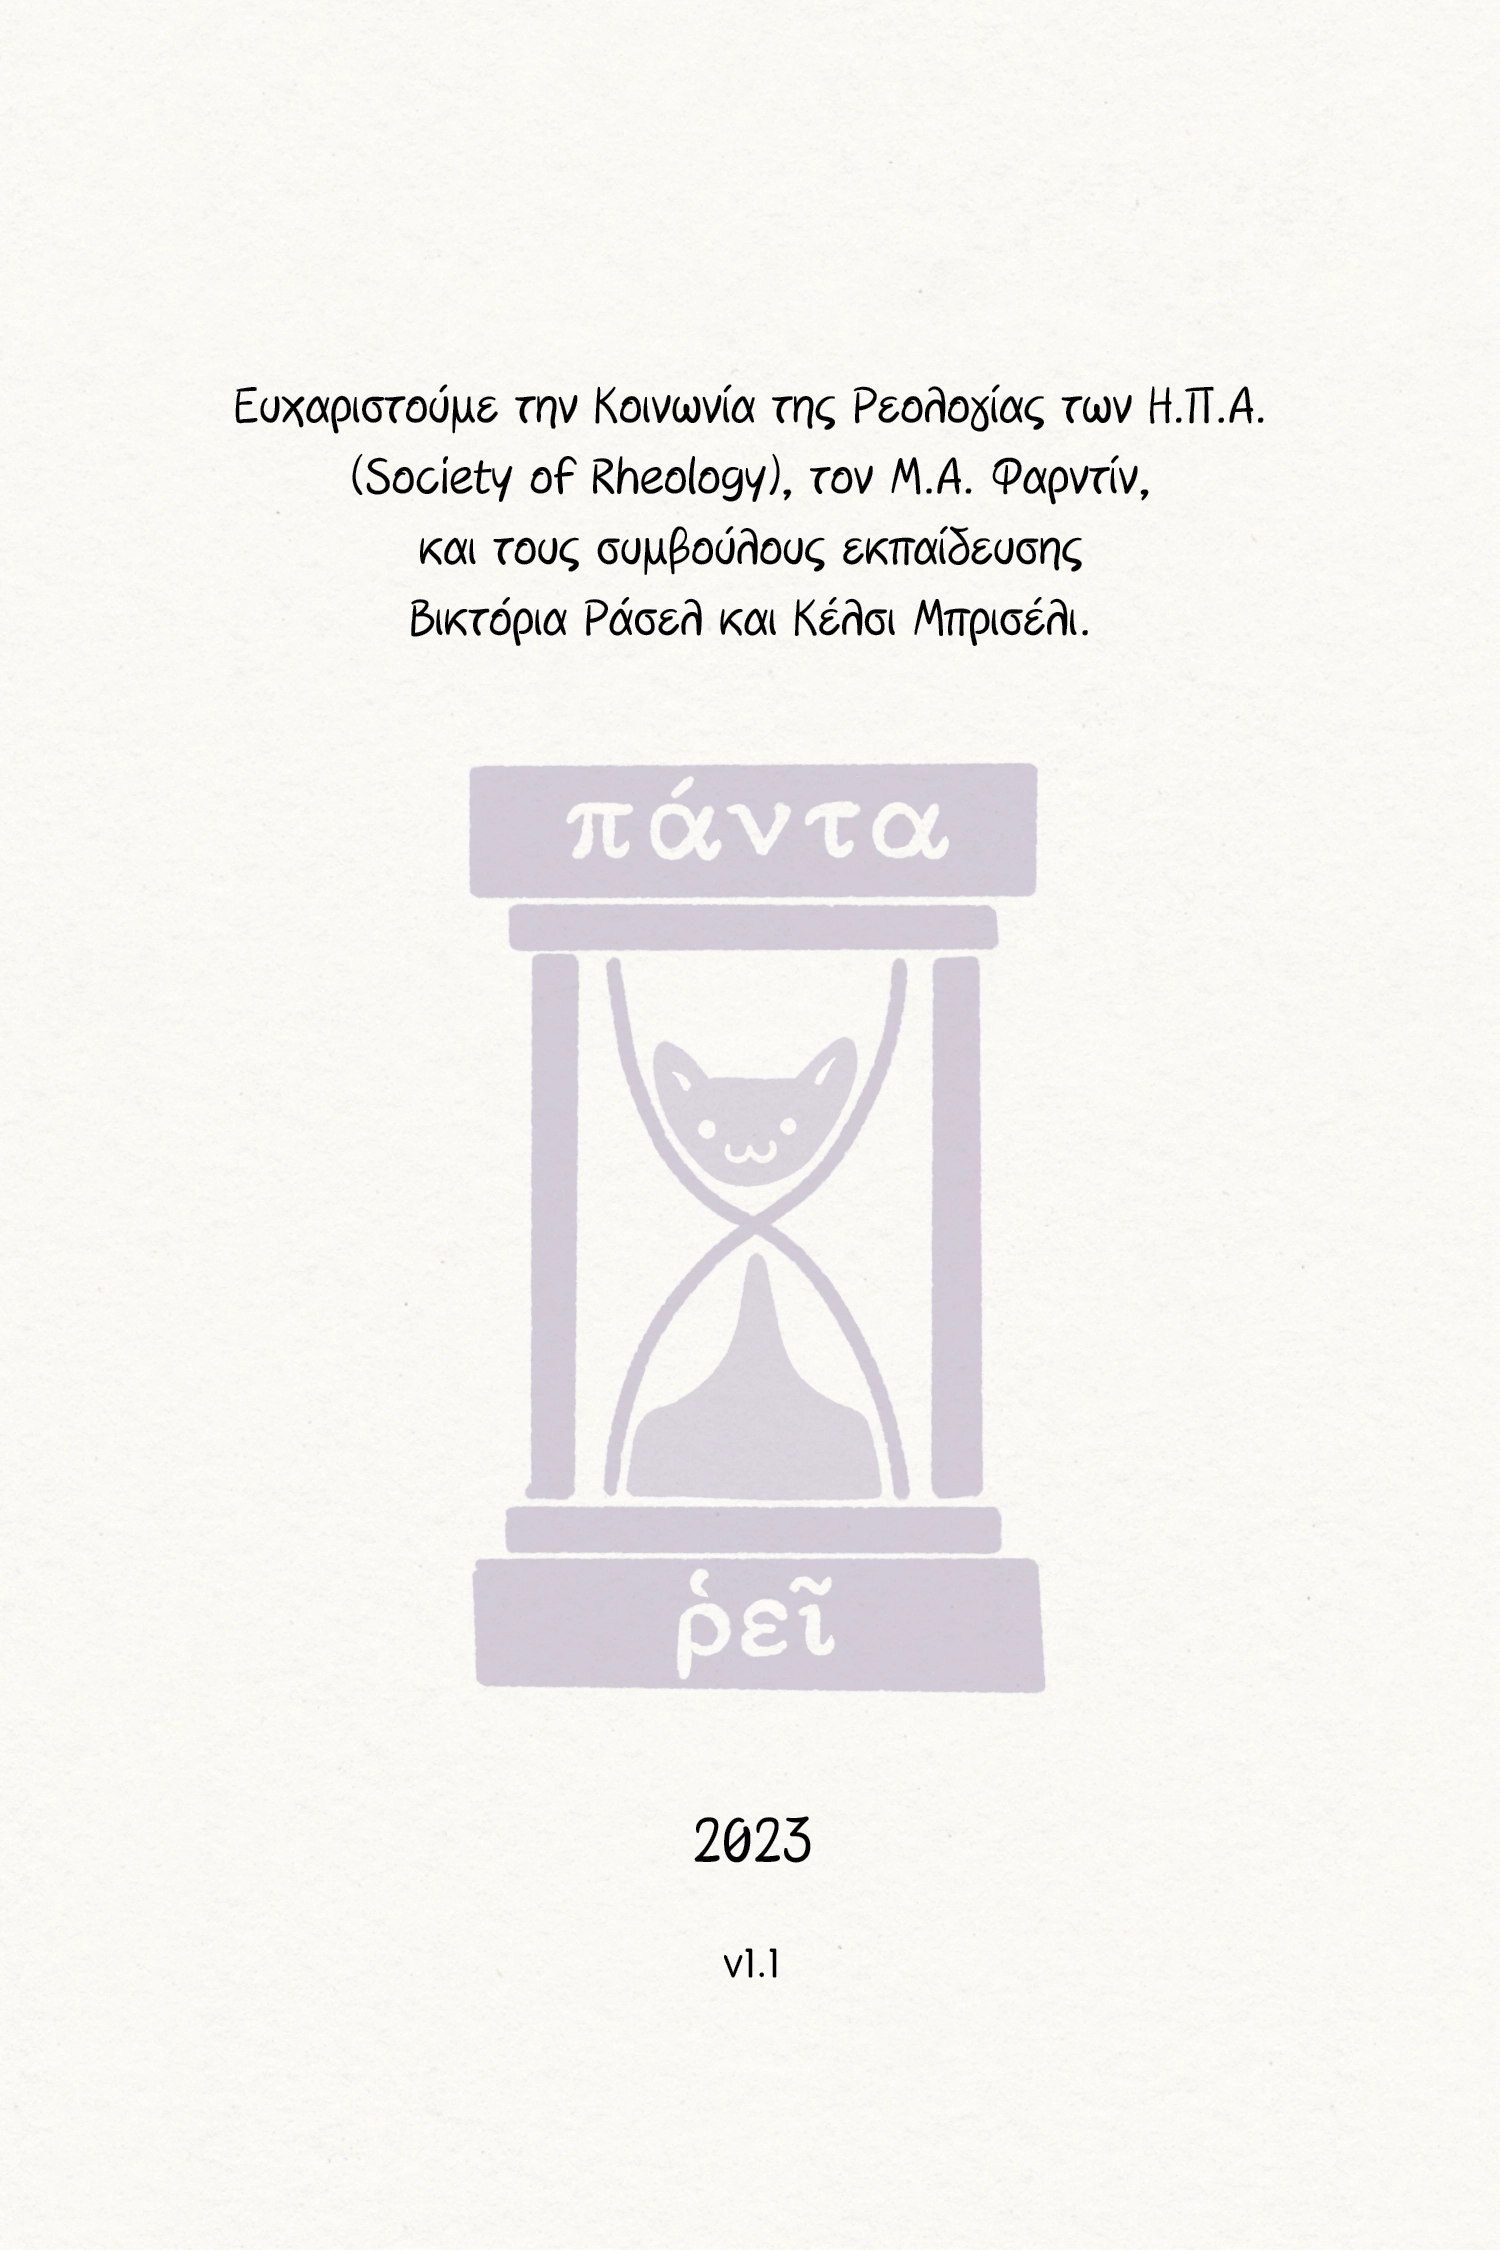 Ευχαριστούμε την Κοινωνία της Ρεολογίας των Η.Π.Α.
(Society of Rheology), τον Μ.Α. Φαρντίν,
και τους συμβούλους εκπαίδευσης
Βικτόρια Ράσελ και Κέλσι Μπρισέλι.
πάντα
ῥεῖ
2023
v1.1